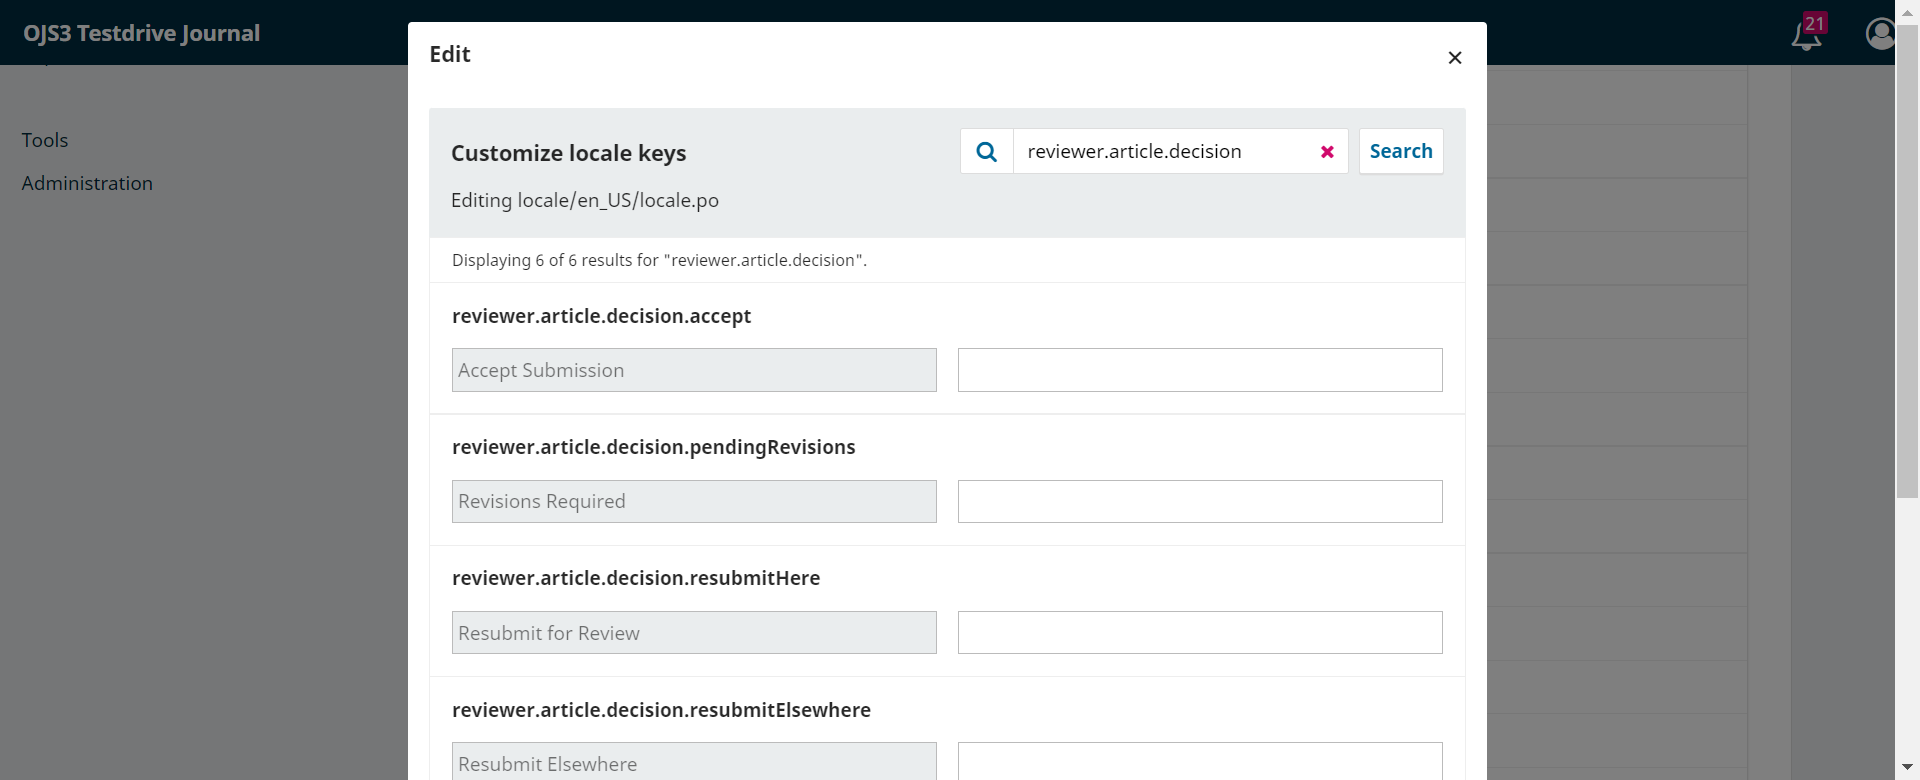 OJS3 Testdrive Journal
21
Tools
Administration
Edit
Customize locale keys
reviewer.article.decision
Search
Editing locale/en_US/locale.po
Displaying 6 of 6 results for "reviewer.article.decision".
reviewer.article.decision.accept
Accept Submission
reviewer.article.decision.pendingRevisions
Revisions Required
reviewer.article.decision.resubmitHere
Resubmit for Review
reviewer.article.decision.resubmitElsewhere
Resubmit Elsewhere